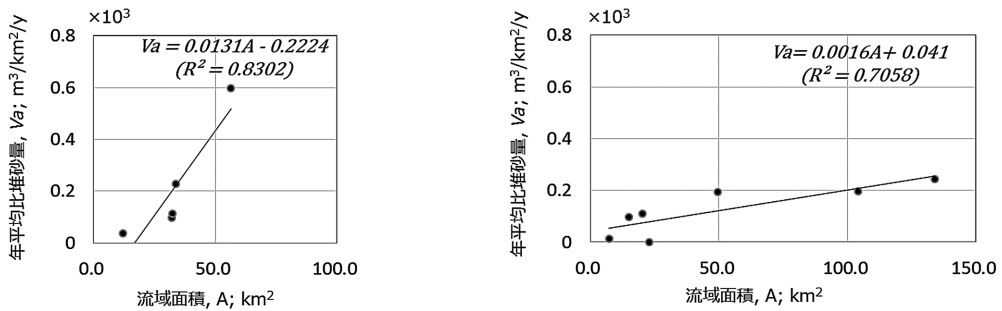 ×10³
0.8
0.6
0.4
0.2
0
年平均比堆砂量, Va; m³/km²/y
Va = 0.0131A - 0.2224
(R² = 0.8302)
0.0 50.0 100.0
流域面積, A; km²
×10³
0.8
0.6
0.4
0.2
0
年平均比堆砂量, Va; m³/km²/y
Va= 0.0016A+ 0.041
(R² = 0.7058)
0.0 50.0 100.0 150.0
流域面積, A; km²